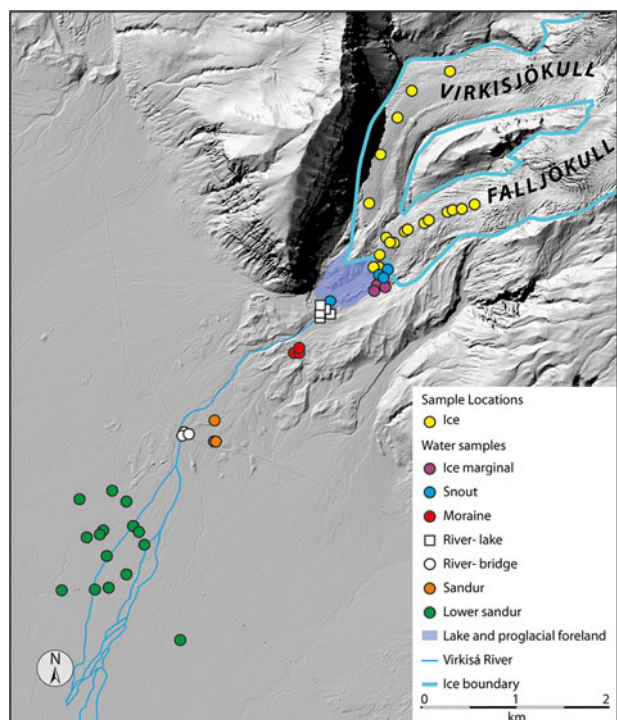 VIRKISJÖKULL
FALLJÖKULL
Sample Locations
Ice
Water samples
Ice marginal
Snout
Moraine
River- lake
River- bridge
Sandur
Lower sandur
Lake and proglacial foreland
Virkisá River
Ice boundary
0 1 2
km
N